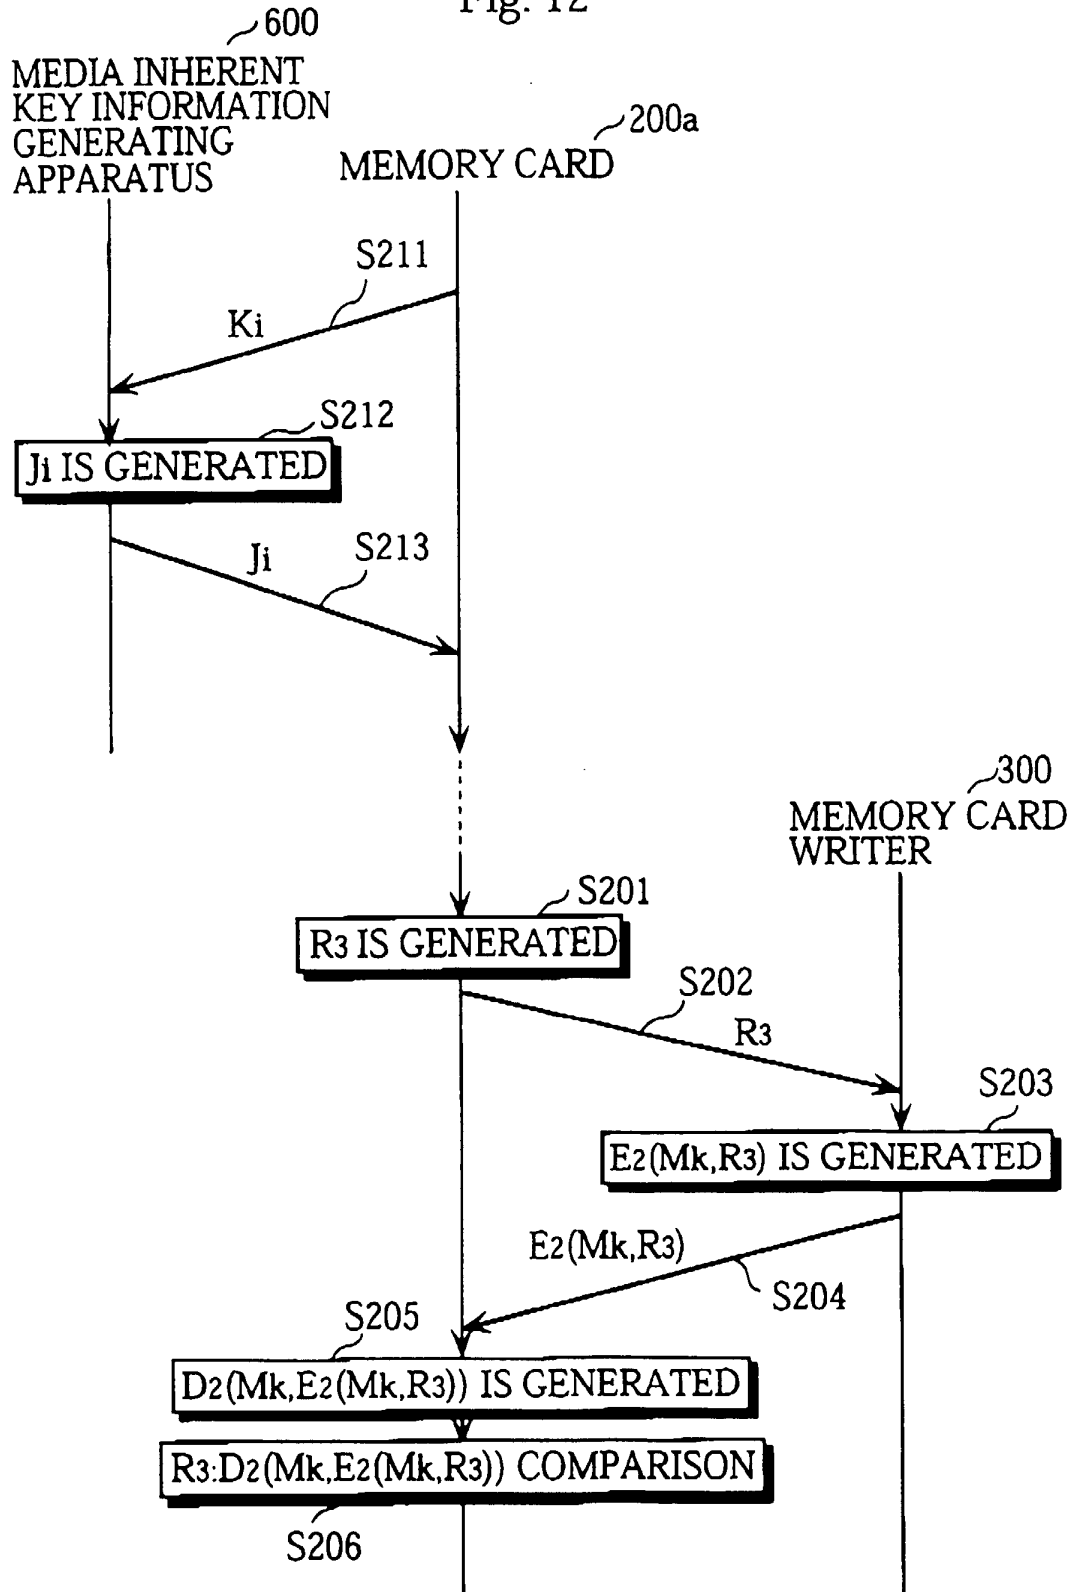 Fig. 12
600
MEDIA INHERENT
KEY INFORMATION
GENERATING
APPARATUS
200a
MEMORY CARD
S211
Ki
S212
Ji IS GENERATED
Ji
S213
300
MEMORY CARD
WRITER
S201
R3 IS GENERATED
S202
R3
S203
E2(Mk,R3) IS GENERATED
E2(Mk,R3)
S204
S205
D2(Mk,E2(Mk,R3)) IS GENERATED
R3:D2(Mk,E2(Mk,R3)) COMPARISON
S206